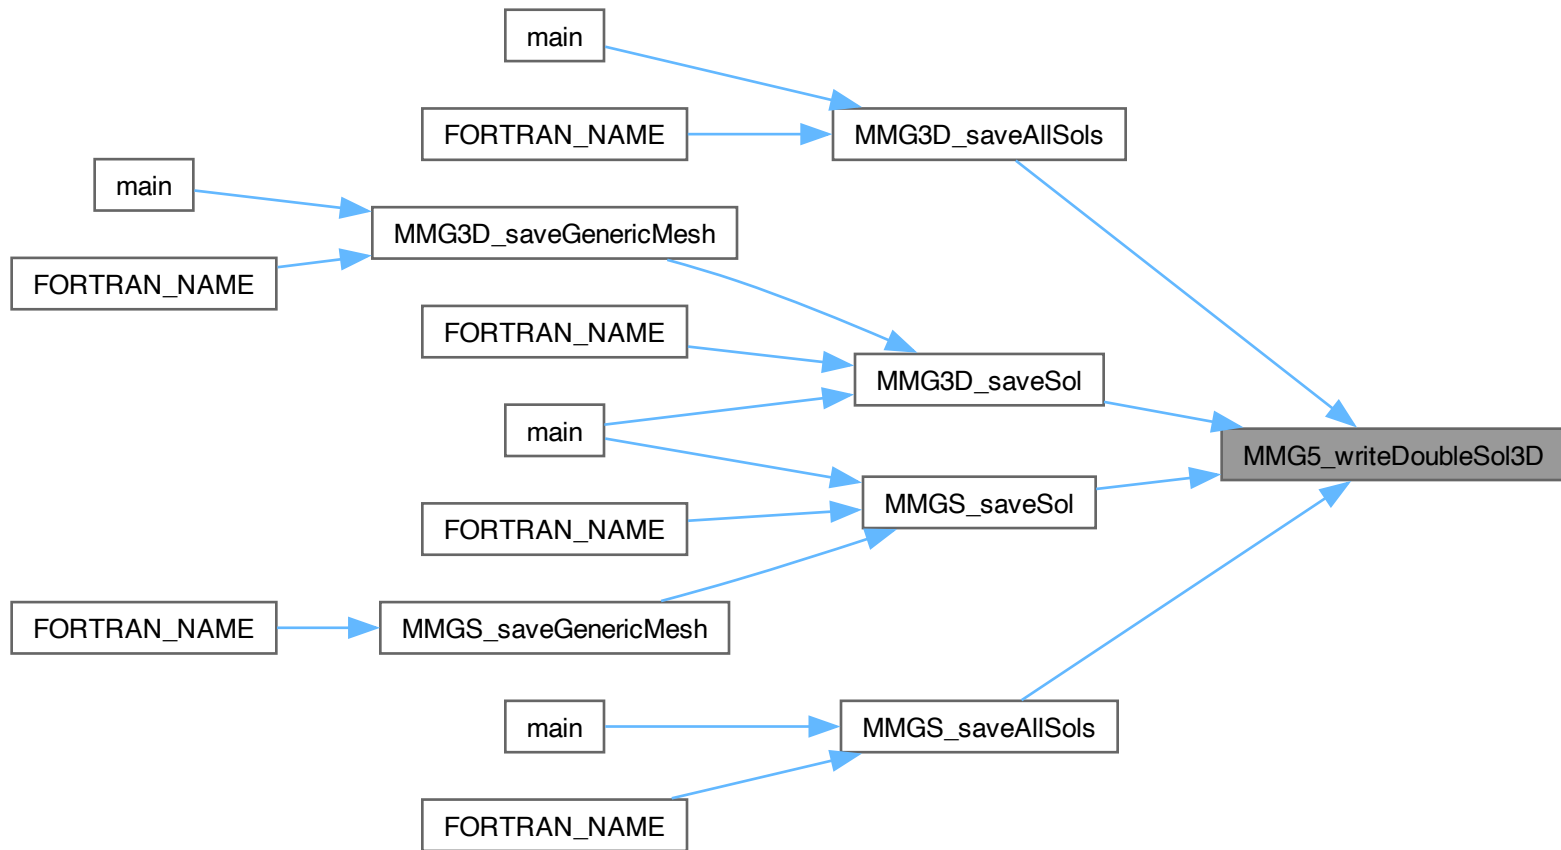 main
FORTRAN_NAME
MMG3D_saveAllSols
main
MMG3D_saveGenericMesh
FORTRAN_NAME
FORTRAN_NAME
MMG3D_saveSol
main
MMG5_writeDoubleSol3D
MMGS_saveSol
FORTRAN_NAME
FORTRAN_NAME
MMGS_saveGenericMesh
main
MMGS_saveAllSols
FORTRAN_NAME